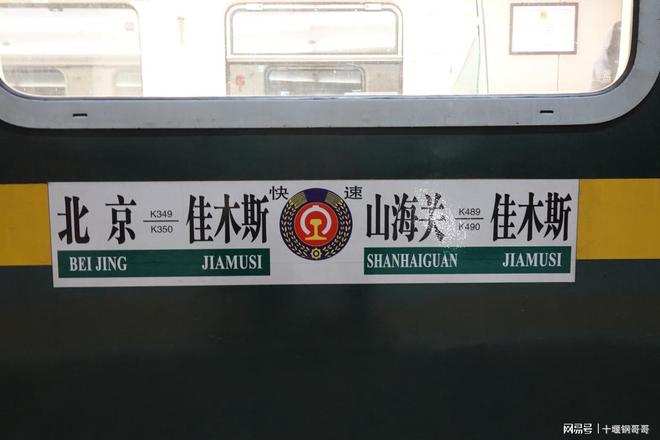 快 速
北京 K349 K350 佳木斯
BEI JING JIAMUSI
山海关 K489 K490 佳木斯
SHANHAIGUAN JIAMUSI
网易号 | 十堰钢哥哥